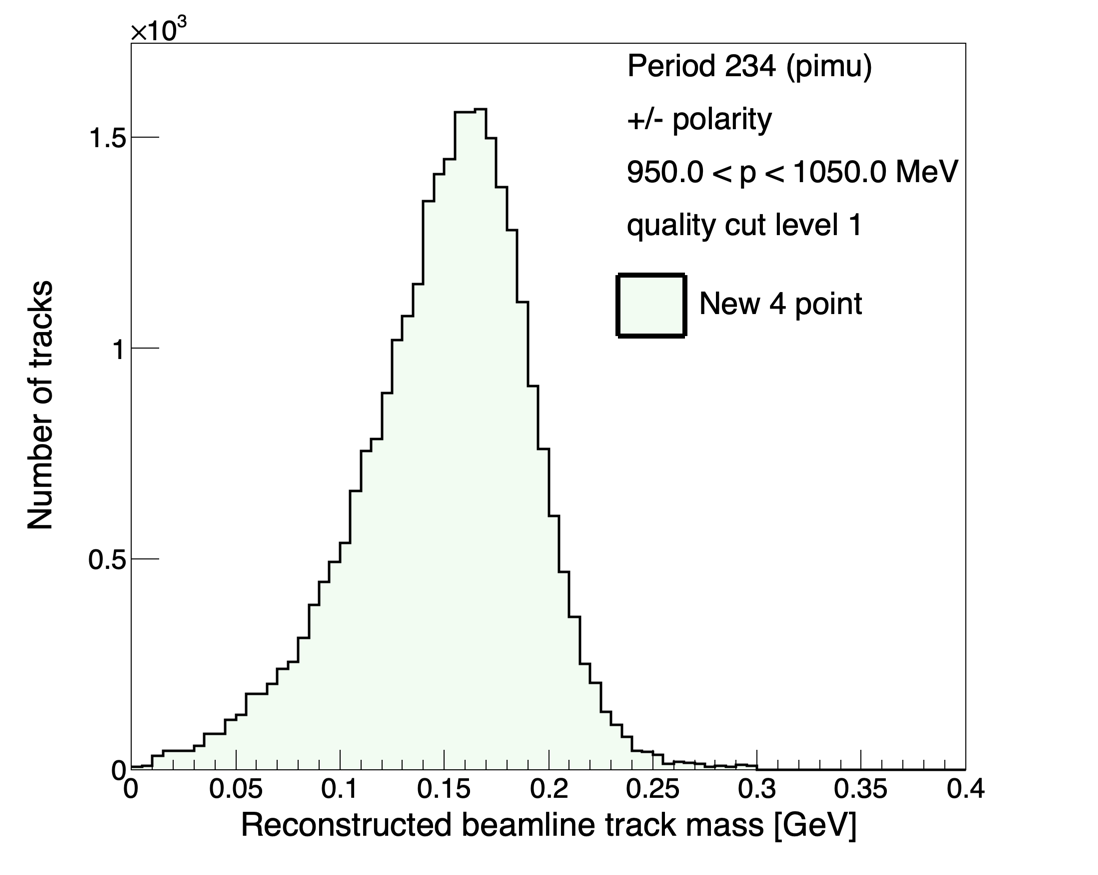 ×10³
Period 234 (pimu)
+/- polarity
950.0 < p < 1050.0 MeV
quality cut level 1
New 4 point
1.5
1
0.5
0
Number of tracks
0 0.05 0.1 0.15 0.2 0.25 0.3 0.35 0.4
Reconstructed beamline track mass [GeV]